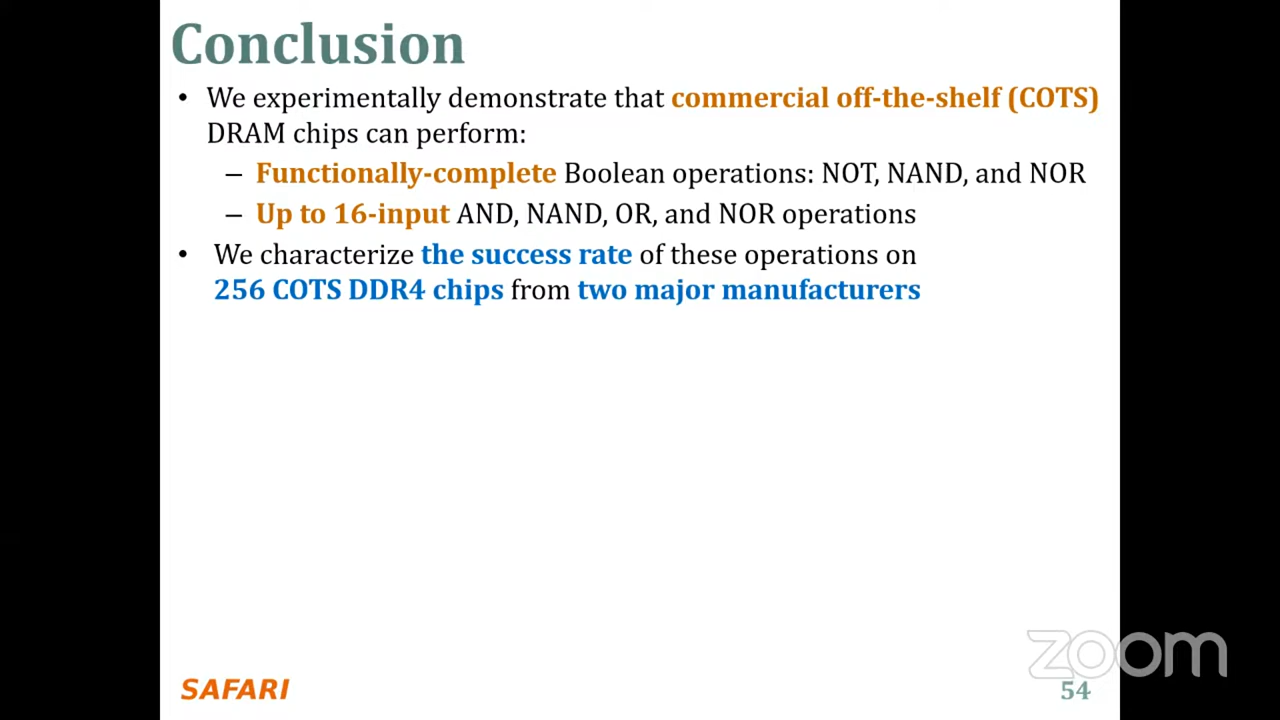 Conclusion
• We experimentally demonstrate that commercial off-the-shelf (COTS)
DRAM chips can perform:
– Functionally-complete Boolean operations: NOT, NAND, and NOR
– Up to 16-input AND, NAND, OR, and NOR operations
• We characterize the success rate of these operations on
256 COTS DDR4 chips from two major manufacturers
zoom
SAFARI
54